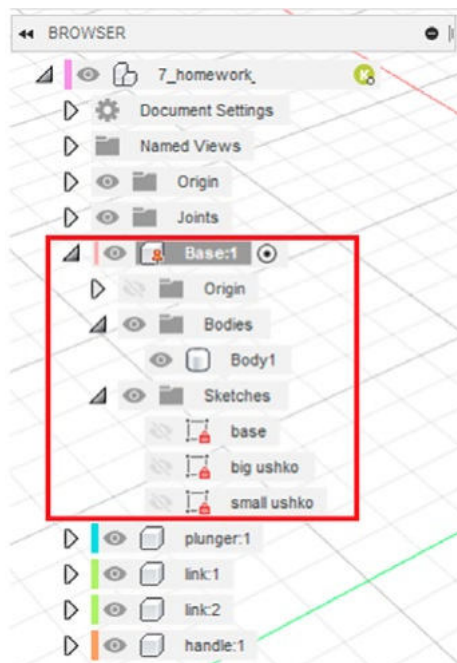 BROWSER
7_homework_
Document Settings
Named Views
Origin
Joints
Base:1
Origin
Bodies
Body1
Sketches
base
big ushko
small ushko
plunger:1
link:1
link:2
handle:1